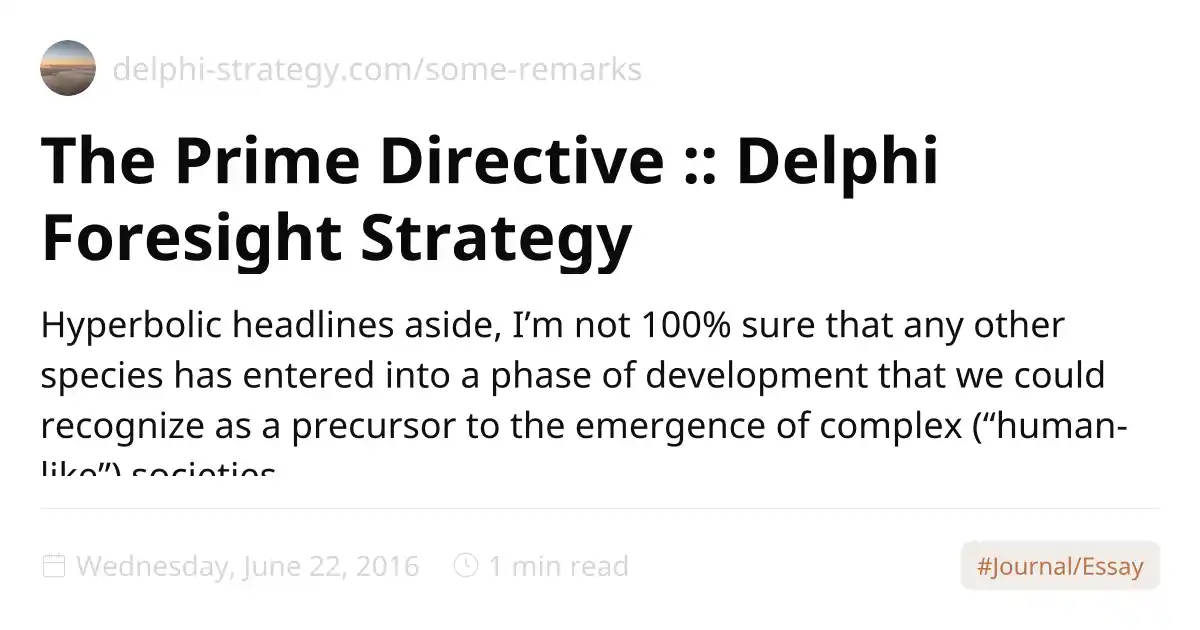 delphi-strategy.com/some-remarks
The Prime Directive :: Delphi
Foresight Strategy
Hyperbolic headlines aside, I’m not 100% sure that any other
species has entered into a phase of development that we could
recognize as a precursor to the emergence of complex (“human-
like”) societies
Wednesday, June 22, 2016
1 min read
#Journal/Essay